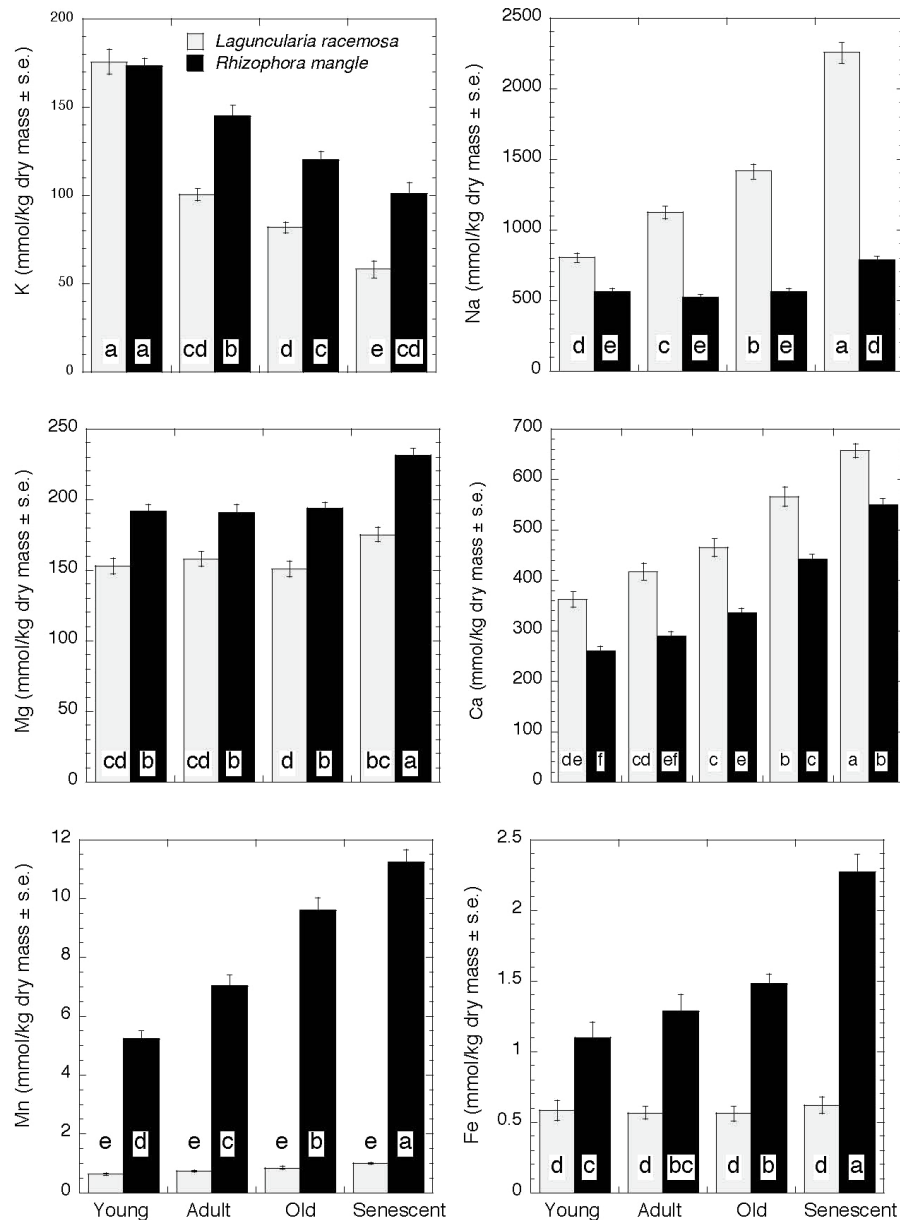 K (mmol/kg dry mass ± s.e.)
200
150
100
50
0
Laguncularia racemosa
Rhizophora mangle
a a cd b d c e cd
Na (mmol/kg dry mass ± s.e.)
2500
2000
1500
1000
500
0
d e c e b e a d
Mg (mmol/kg dry mass ± s.e.)
250
200
150
100
50
0
cd b cd b d b bc a
Ca (mmol/kg dry mass ± s.e.)
700
600
500
400
300
200
100
0
de f cd ef c e b c a b
Mn (mmol/kg dry mass ± s.e.)
12
10
8
6
4
2
0
e d e c e b e a
Young Adult Old Senescent
Fe (mmol/kg dry mass ± s.e.)
2.5
2
1.5
1
0.5
0
d c d bc d b d a
Young Adult Old Senescent